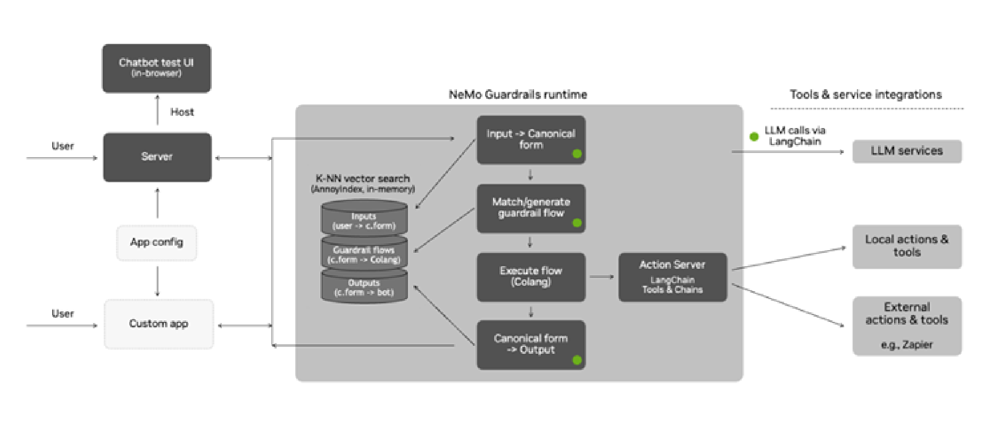 Chatbot test UI
(in-browser)
Host
User
Server
App config
User
Custom app
NeMo Guardrails runtime
K-NN vector search
(AnnoyIndex, in-memory)
Inputs
(user -> c.form)
Guardrail flows
(c.form -> Colang)
Outputs
(c.form -> bot)
Input -> Canonical
form
Match/generate
guardrail flow
Execute flow
(Colang)
Canonical form
-> Output
Action Server
LangChain
Tools & Chains
Tools & service integrations
LLM calls via
LangChain
LLM services
Local actions &
tools
External
actions & tools
e.g., Zapier